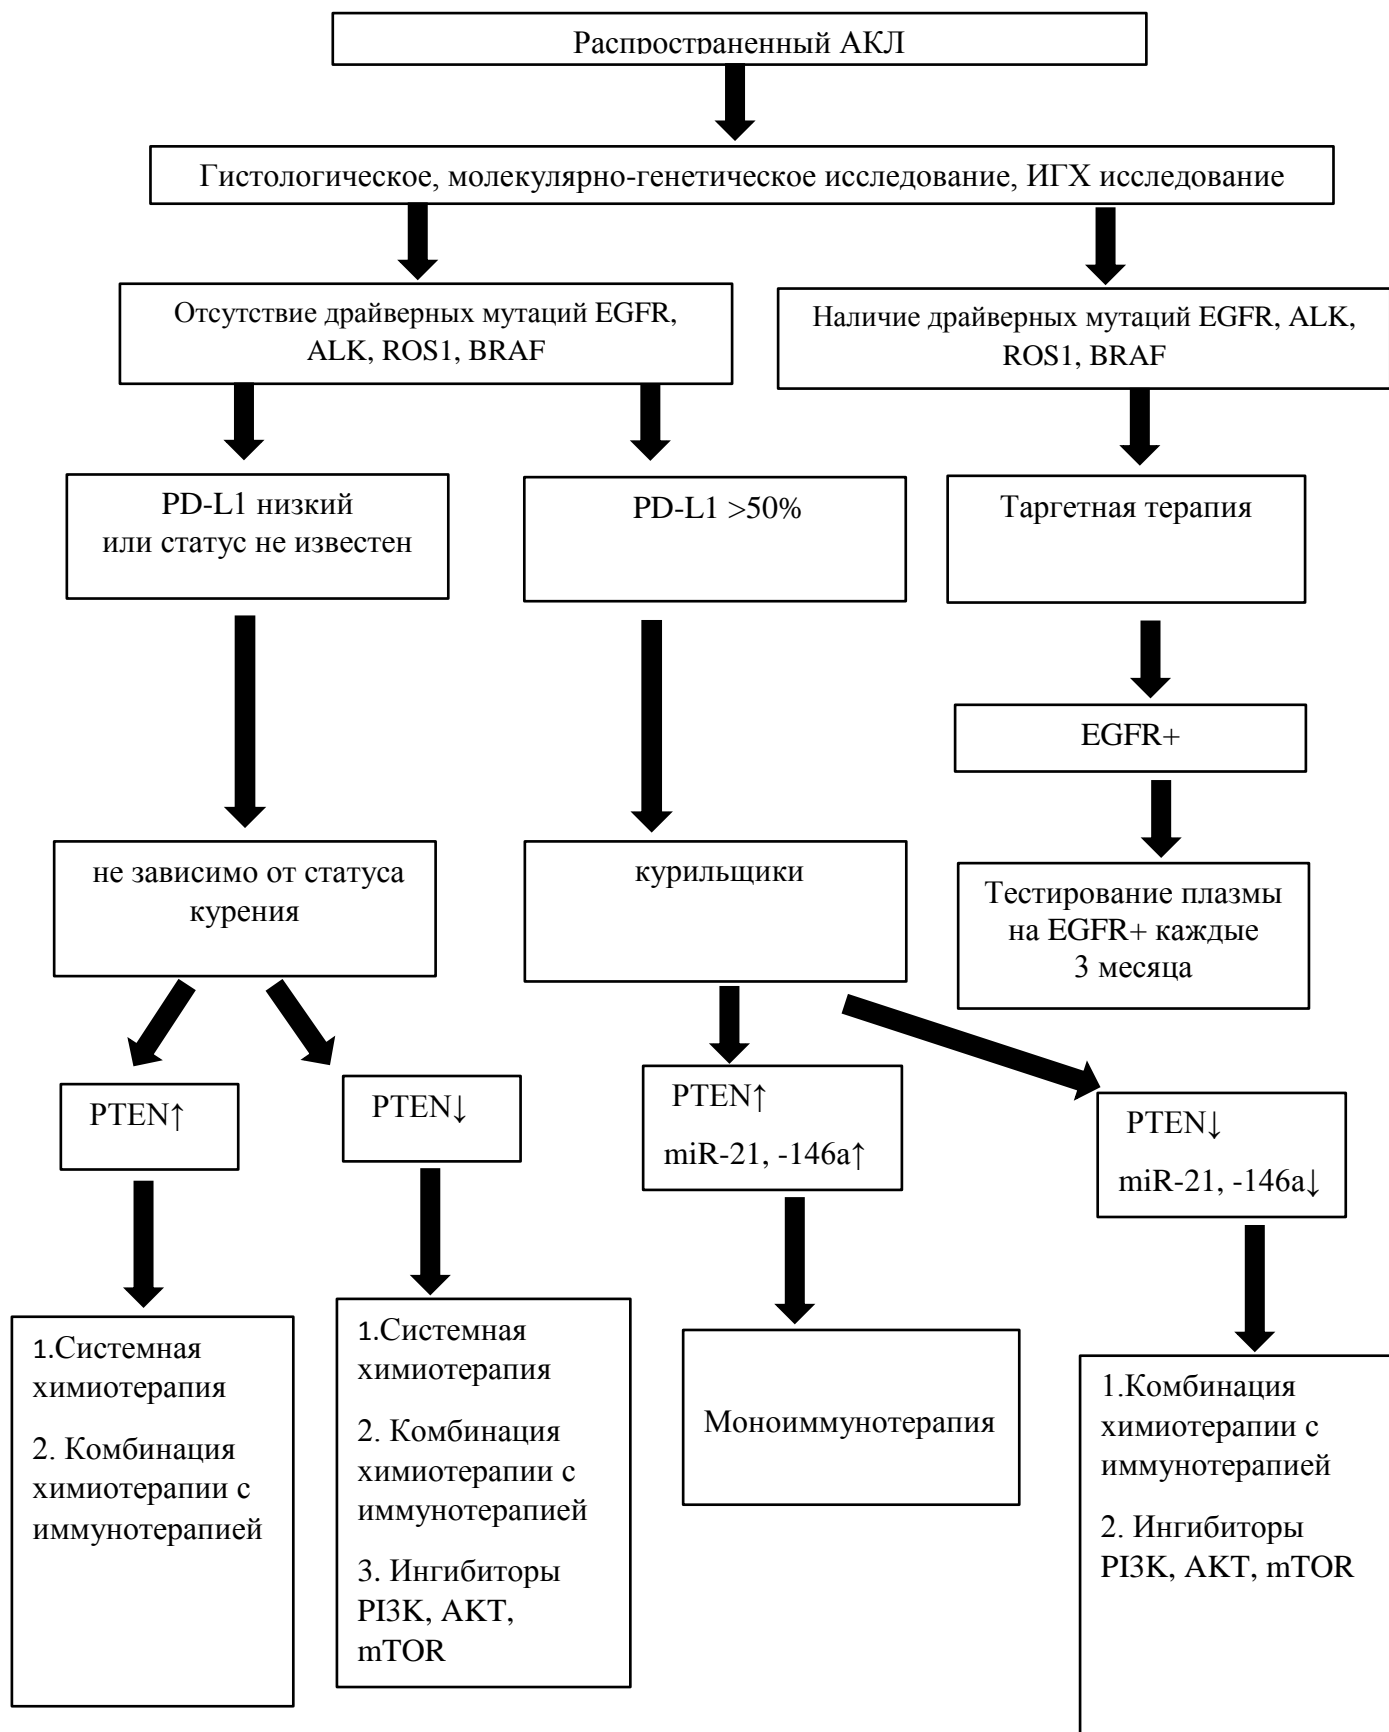 Распространенный АКЛ
Гистологическое, молекулярно-генетическое исследование, ИГХ исследование
Отсутствие драйверных мутаций EGFR,
ALK, ROS1, BRAF
Наличие драйверных мутаций EGFR, ALK,
ROS1, BRAF
PD-L1 низкий
или статус не известен
PD-L1 >50%
Таргетная терапия
EGFR+
не зависимо от статуса
курения
курильщики
Тестирование плазмы
на EGFR+ каждые
3 месяца
PTEN↑
PTEN↓
PTEN↑
miR-21, -146a↑
PTEN↓
miR-21, -146a↓
1.Системная
химиотерапия
2. Комбинация
химиотерапии с
иммунотерапией
1.Системная
химиотерапия
2. Комбинация
химиотерапии с
иммунотерапией
3. Ингибиторы
PI3K, AKT,
mTOR
Моноиммунотерапия
1.Комбинация
химиотерапии с
иммунотерапией
2. Ингибиторы
PI3K, AKT, mTOR